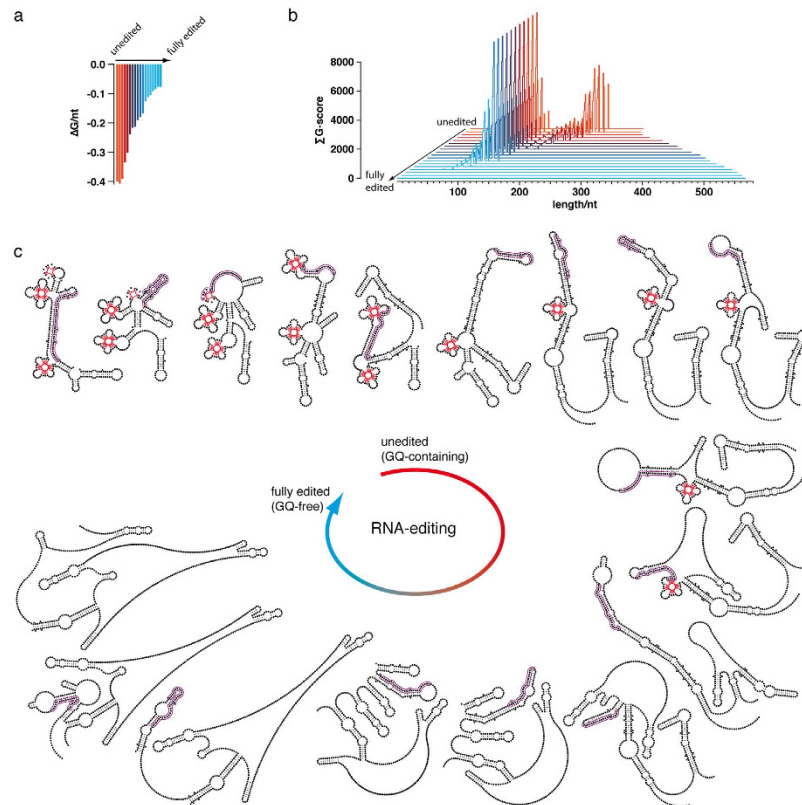 a
unedited
fully edited
0.0
-0.1
-0.2
-0.3
-0.4
ΔG/nt
b
8000
6000
4000
2000
0
∑G-score
unedited
fully
edited
100
200
300
400
500
length/nt
c
unedited
(GQ-containing)
fully edited
(GQ-free)
RNA-editing